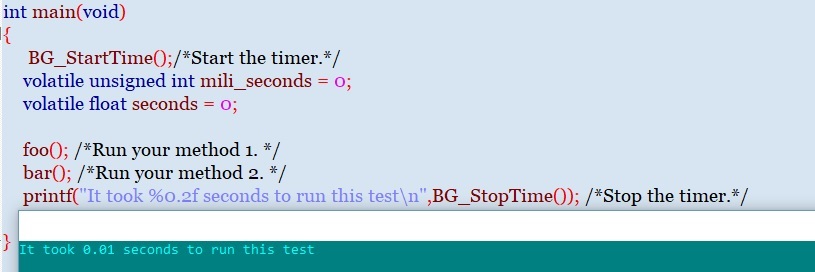 int main(void)
{
BG_StartTime();/*Start the timer.*/
volatile unsigned int mili_seconds = 0;
volatile float seconds = 0;
foo(); /*Run your method 1. */
bar(); /*Run your method 2. */
printf("It took %0.2f seconds to run this test\n",BG_StopTime()); /*Stop the timer.*/
}
It took 0.01 seconds to run this test